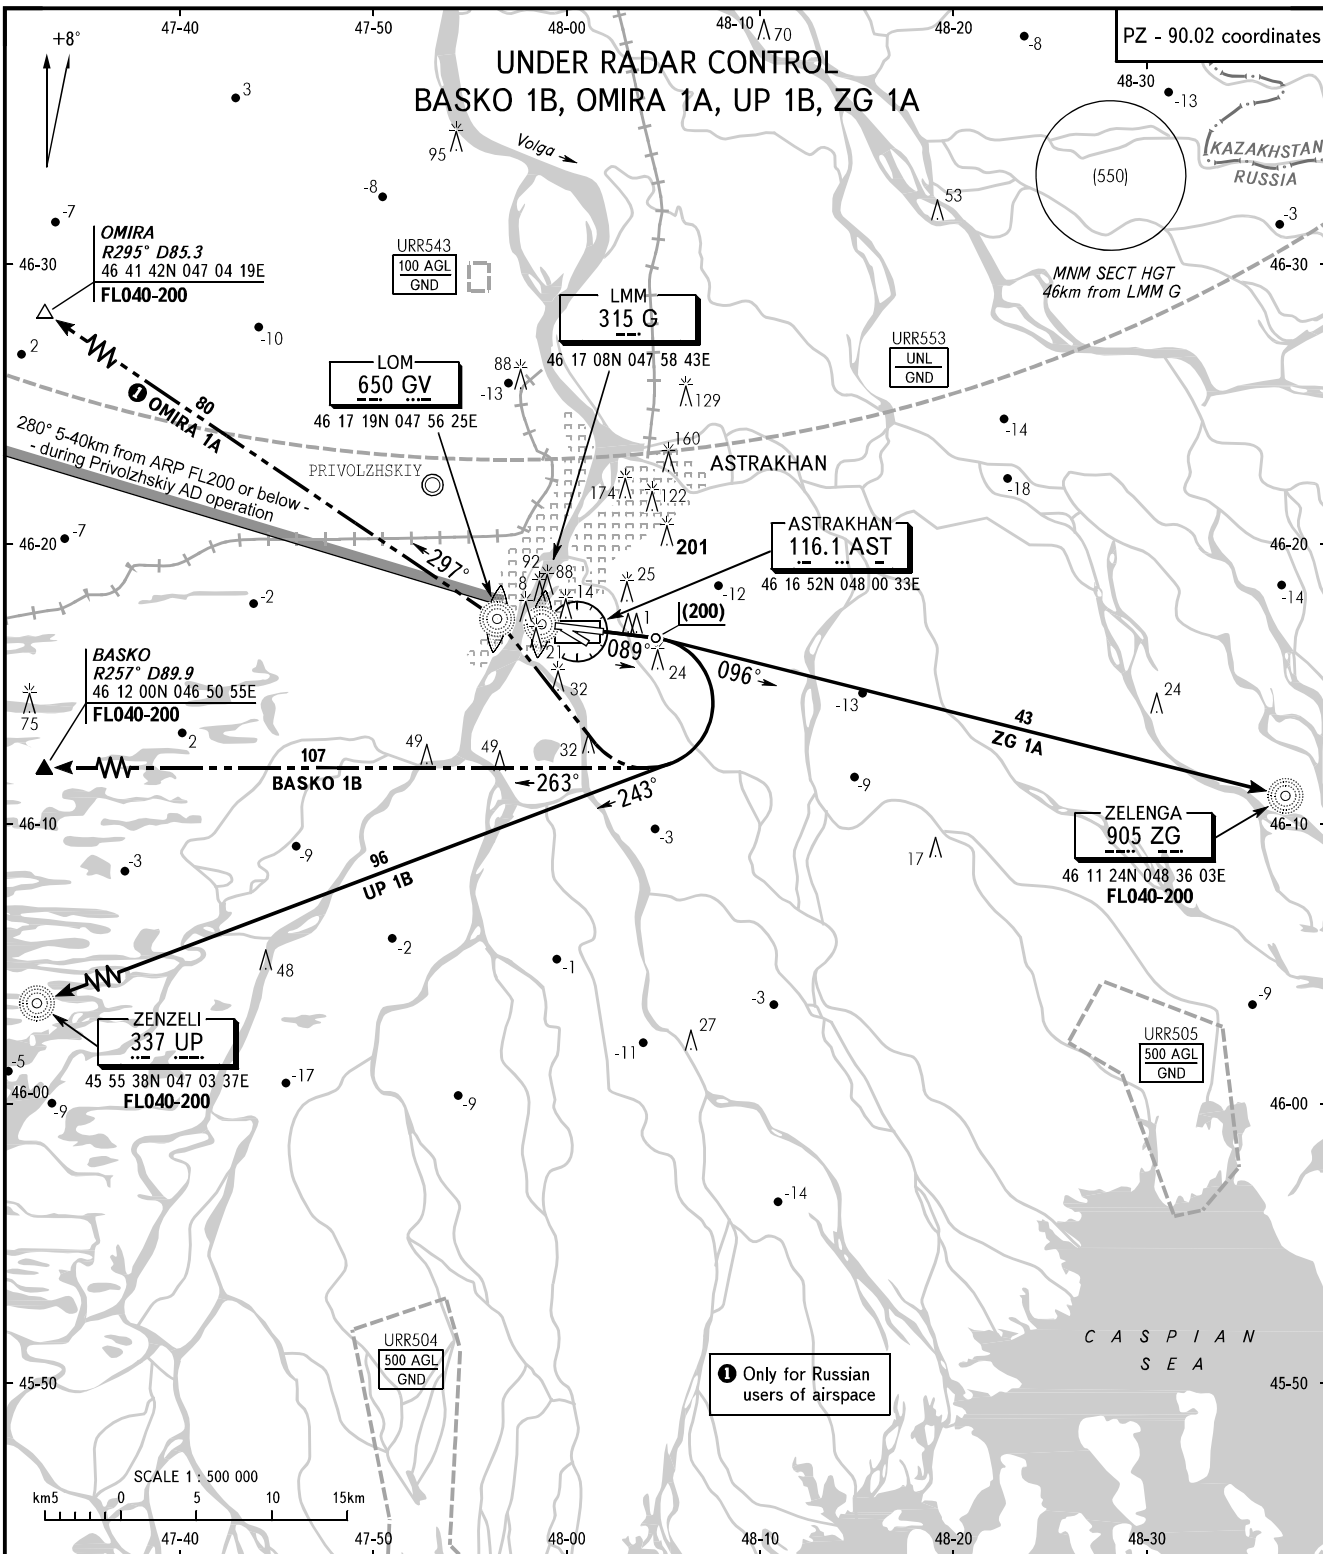 47-40
47-50
48-00
48-10
70
48-20
-8
PZ - 90.02 coordinates
48-30
+8°
UNDER RADAR CONTROL
BASKO 1B, OMIRA 1A, UP 1B, ZG 1A
3
-13
95
Volga
KAZAKHSTAN
RUSSIA
(550)
-8
53
-7
-3
OMIRA
R295° D85.3
46 41 42N 047 04 19E
FL040-200
46-30
URR543
100 AGL
GND
46-30
MNM SECT HGT
46km from LMM G
LMM
315 G
46 17 08N 047 58 43E
-10
2
URR553
UNL
GND
LOM
650 GV
46 17 19N 047 56 25E
88
-13
129
80
1 OMIRA 1A
-14
280° 5-40km from ARP FL200 or below -
- during Privolzhskiy AD operation
PRIVOLZHSKIY
160
ASTRAKHAN
174
122
-18
-7
201
ASTRAKHAN
116.1 AST
46 16 52N 048 00 33E
46-20
46-20
297°
92
88
8
14
25
-12
-14
-2
1
(200)
21
089°
24
096°
BASKO
R257° D89.9
46 12 00N 046 50 55E
FL040-200
32
75
-13
24
2
43
ZG 1A
49
49
32
107
BASKO 1B
263°
243°
-9
46-10
46-10
ZELENGA
905 ZG
46 11 24N 048 36 03E
FL040-200
-3
-9
-3
17
96
UP 1B
-2
48
-1
-3
-9
ZENZELI
337 UP
45 55 38N 047 03 37E
FL040-200
27
-11
URR505
500 AGL
GND
-5
46-00
-9
-17
-9
46-00
-14
CASPIAN
SEA
URR504
500 AGL
GND
1 Only for Russian
users of airspace
45-50
45-50
SCALE 1 : 500 000
km5 0 5 10 15km
47-40
47-50
48-00
48-10
48-20
48-30